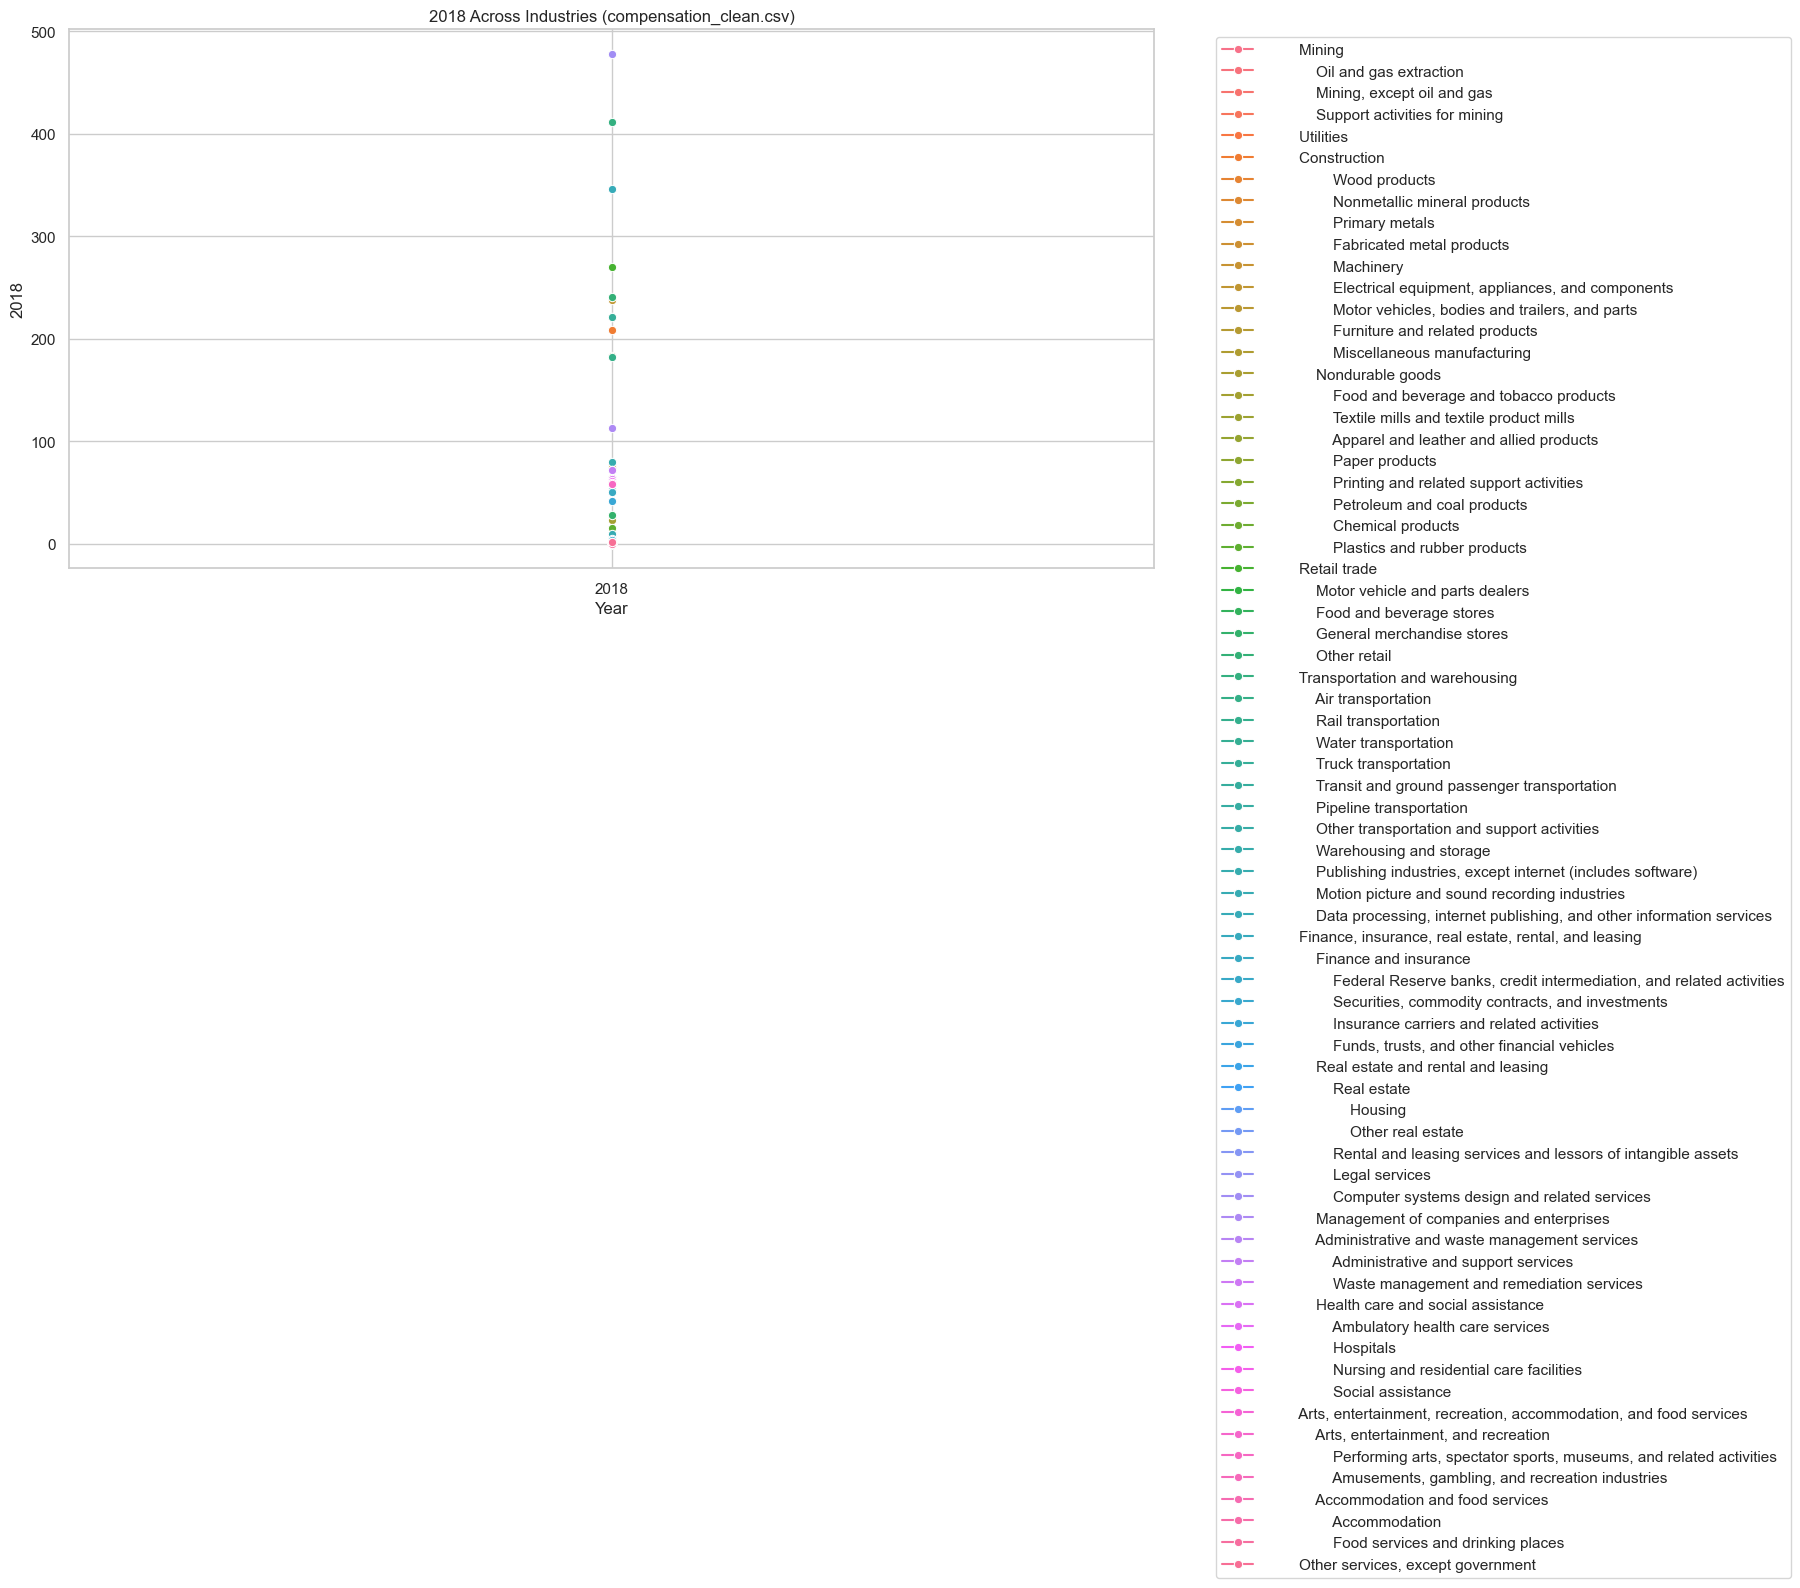 2018 Across Industries (compensation_clean.csv)
500
400
300
200
100
0
2018
2018
Year
Mining
Oil and gas extraction
Mining, except oil and gas
Support activities for mining
Utilities
Construction
Wood products
Nonmetallic mineral products
Primary metals
Fabricated metal products
Machinery
Electrical equipment, appliances, and components
Motor vehicles, bodies and trailers, and parts
Furniture and related products
Miscellaneous manufacturing
Nondurable goods
Food and beverage and tobacco products
Textile mills and textile product mills
Apparel and leather and allied products
Paper products
Printing and related support activities
Petroleum and coal products
Chemical products
Plastics and rubber products
Retail trade
Motor vehicle and parts dealers
Food and beverage stores
General merchandise stores
Other retail
Transportation and warehousing
Air transportation
Rail transportation
Water transportation
Truck transportation
Transit and ground passenger transportation
Pipeline transportation
Other transportation and support activities
Warehousing and storage
Publishing industries, except internet (includes software)
Motion picture and sound recording industries
Data processing, internet publishing, and other information services
Finance, insurance, real estate, rental, and leasing
Finance and insurance
Federal Reserve banks, credit intermediation, and related activities
Securities, commodity contracts, and investments
Insurance carriers and related activities
Funds, trusts, and other financial vehicles
Real estate and rental and leasing
Real estate
Housing
Other real estate
Rental and leasing services and lessors of intangible assets
Legal services
Computer systems design and related services
Management of companies and enterprises
Administrative and waste management services
Administrative and support services
Waste management and remediation services
Health care and social assistance
Ambulatory health care services
Hospitals
Nursing and residential care facilities
Social assistance
Arts, entertainment, recreation, accommodation, and food services
Arts, entertainment, and recreation
Performing arts, spectator sports, museums, and related activities
Amusements, gambling, and recreation industries
Accommodation and food services
Accommodation
Food services and drinking places
Other services, except government